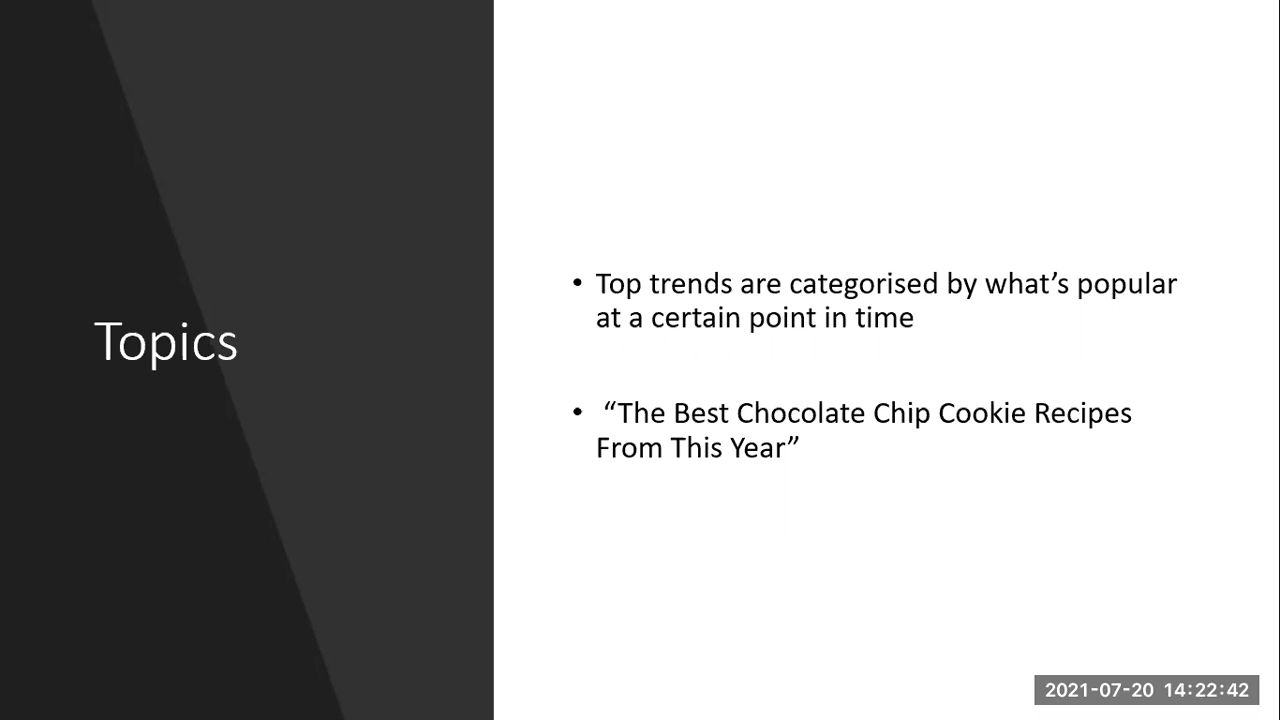 Topics
• Top trends are categorised by what’s popular
at a certain point in time
• “The Best Chocolate Chip Cookie Recipes
From This Year”
2021-07-20 14:22:42